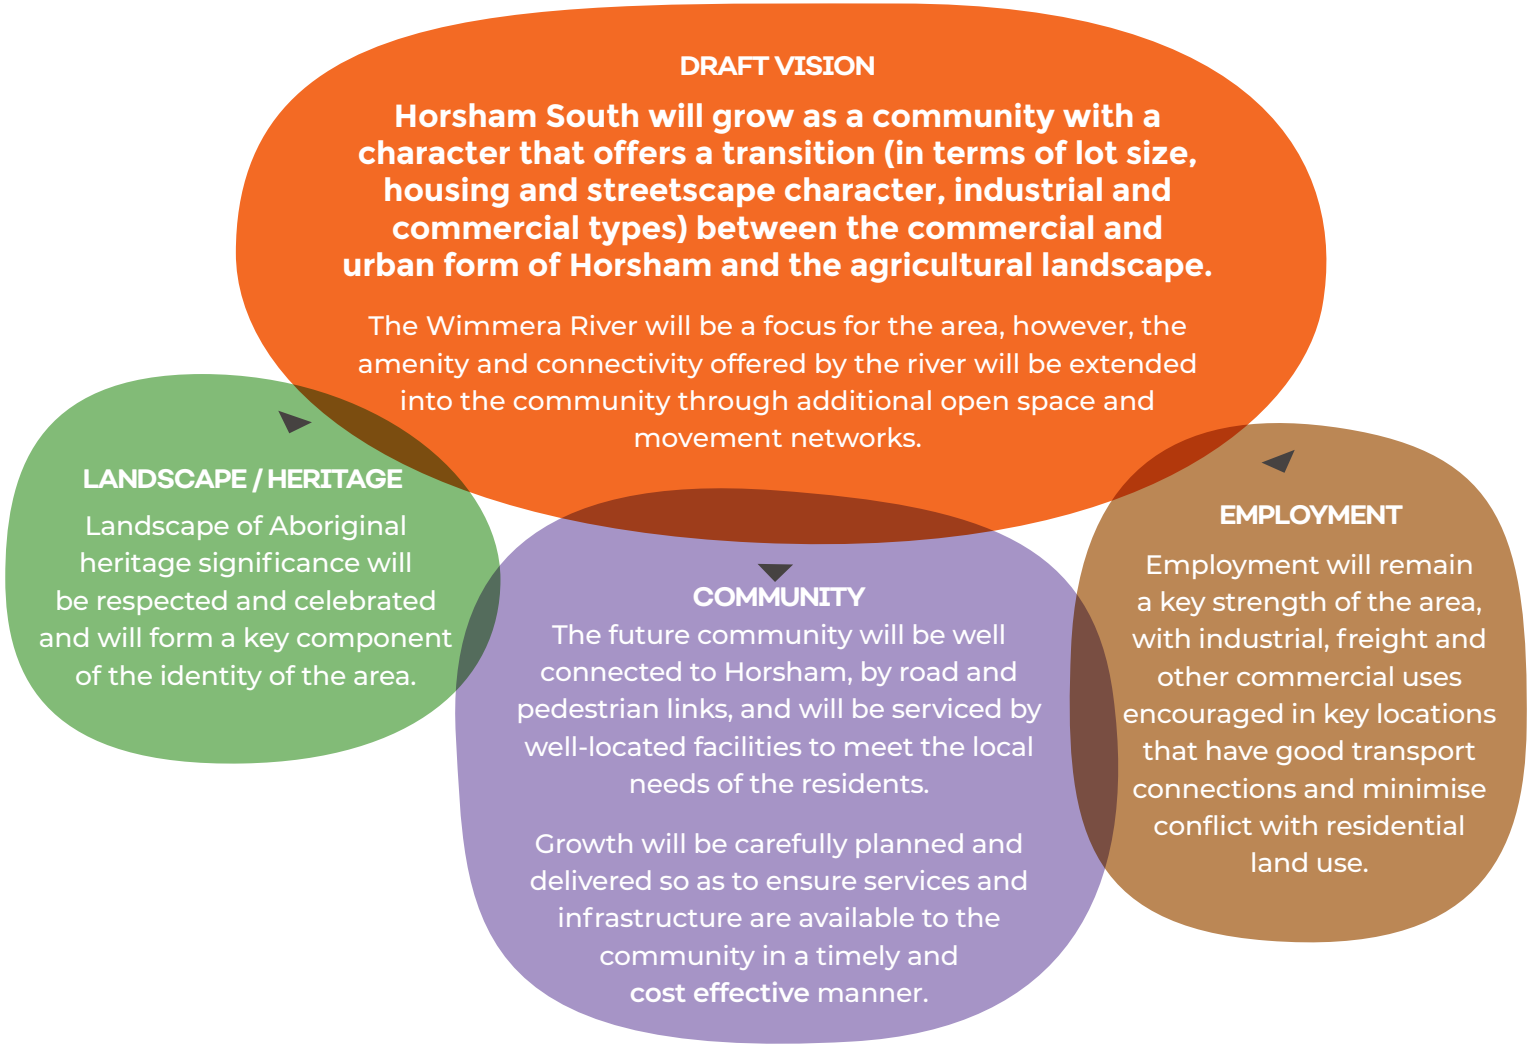 DRAFT VISION
Horsham South will grow as a community with a
character that offers a transition (in terms of lot size,
housing and streetscape character, industrial and
commercial types) between the commercial and
urban form of Horsham and the agricultural landscape.
The Wimmera River will be a focus for the area, however, the
amenity and connectivity offered by the river will be extended
into the community through additional open space and
movement networks.
LANDSCAPE / HERITAGE
Landscape of Aboriginal
heritage significance will
be respected and celebrated
and will form a key component
of the identity of the area.
COMMUNITY
The future community will be well
connected to Horsham, by road and
pedestrian links, and will be serviced by
well-located facilities to meet the local
needs of the residents.
Growth will be carefully planned and
delivered so as to ensure services and
infrastructure are available to the
community in a timely and
cost effective manner.
EMPLOYMENT
Employment will remain
a key strength of the area,
with industrial, freight and
other commercial uses
encouraged in key locations
that have good transport
connections and minimise
conflict with residential
land use.